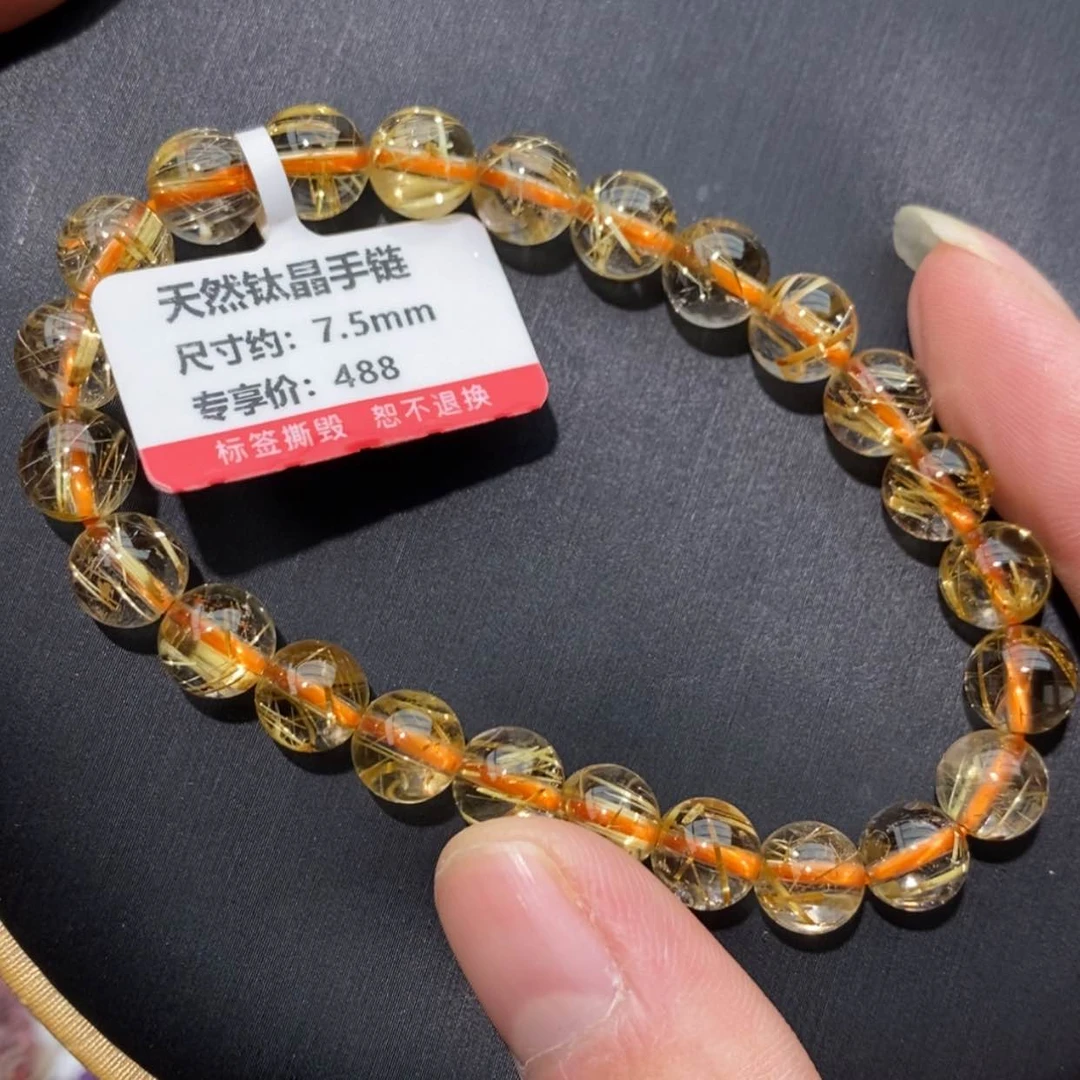 天然钛晶手链
尺寸约：7.5mm
专享价：488
标签撕毁 恕不退换